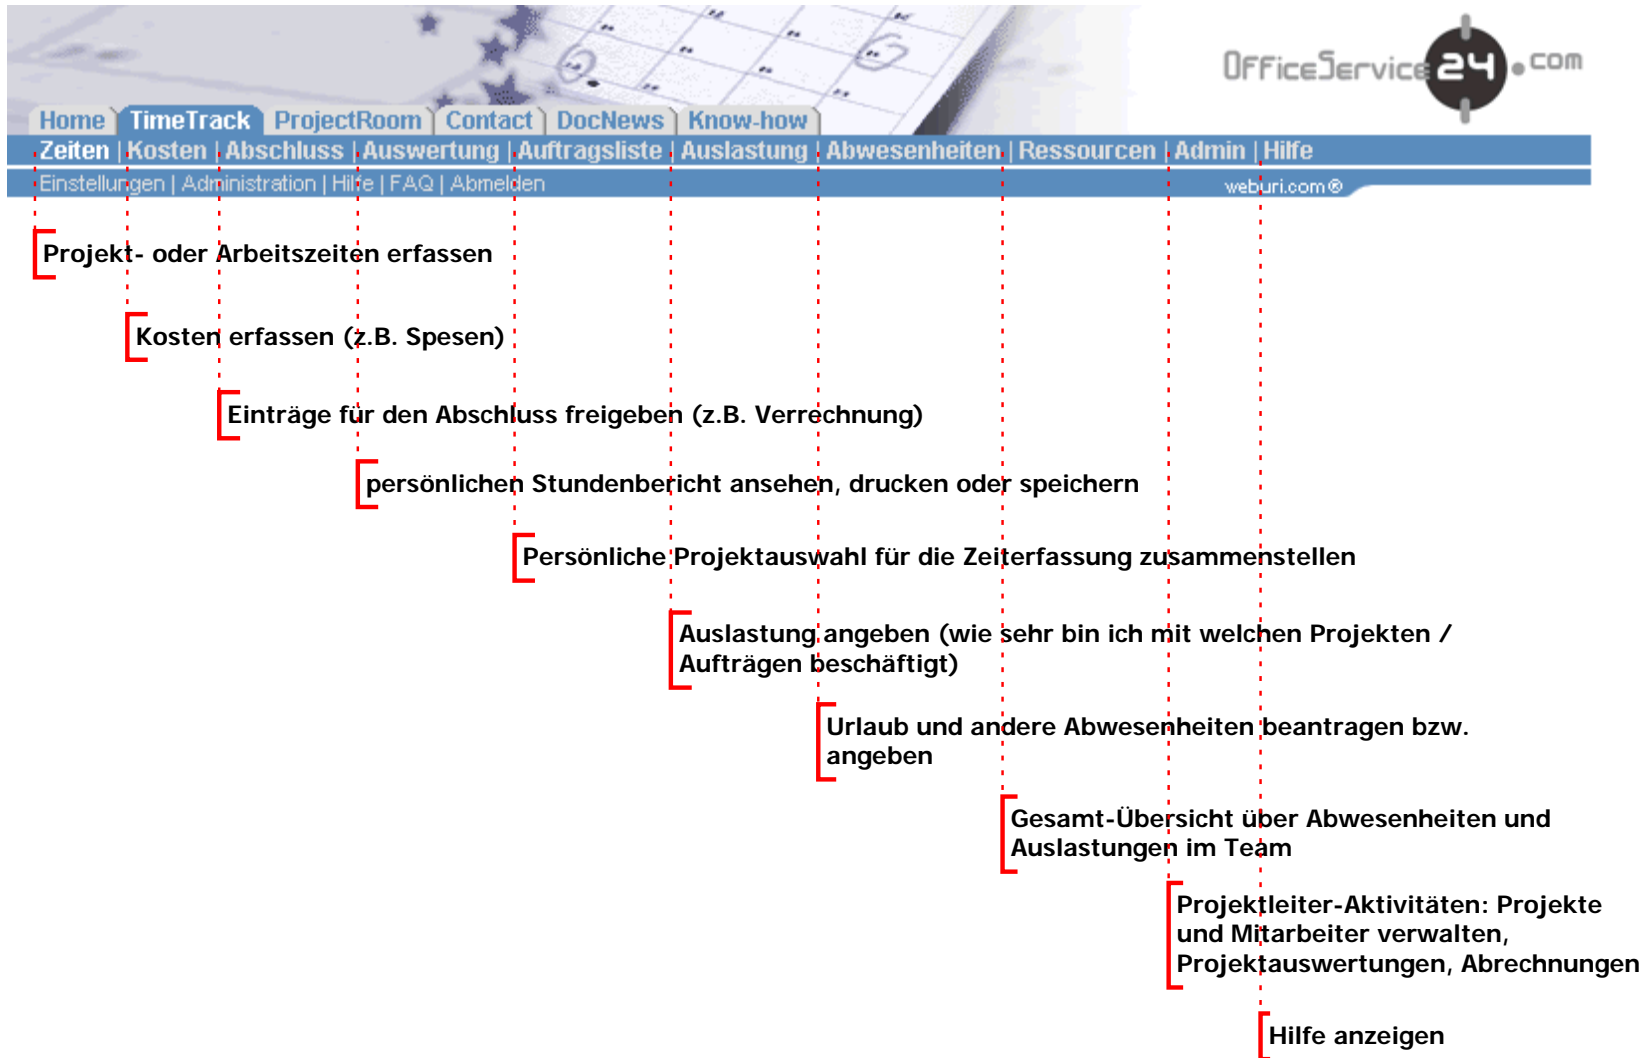 OfficeService 24 .com
Home TimeTrack ProjectRoom Contact DocNews Know-how
Zeiten | Kosten | Abschluss | Auswertung | Auftragsliste | Auslastung | Abwesenheiten | Ressourcen | Admin | Hilfe
Einstellungen | Administration | Hilfe | FAQ | Abmelden weburi.com®
Projekt- oder Arbeitszeiten erfassen
Kosten erfassen (z.B. Spesen)
Einträge für den Abschluss freigeben (z.B. Verrechnung)
persönlichen Stundenbericht ansehen, drucken oder speichern
Persönliche Projektauswahl für die Zeiterfassung zusammenstellen
Auslastung angeben (wie sehr bin ich mit welchen Projekten /
Aufträgen beschäftigt)
Urlaub und andere Abwesenheiten beantragen bzw.
angeben
Gesamt-Übersicht über Abwesenheiten und
Auslastungen im Team
Projektleiter-Aktivitäten: Projekte
und Mitarbeiter verwalten,
Projektauswertungen, Abrechnungen
Hilfe anzeigen